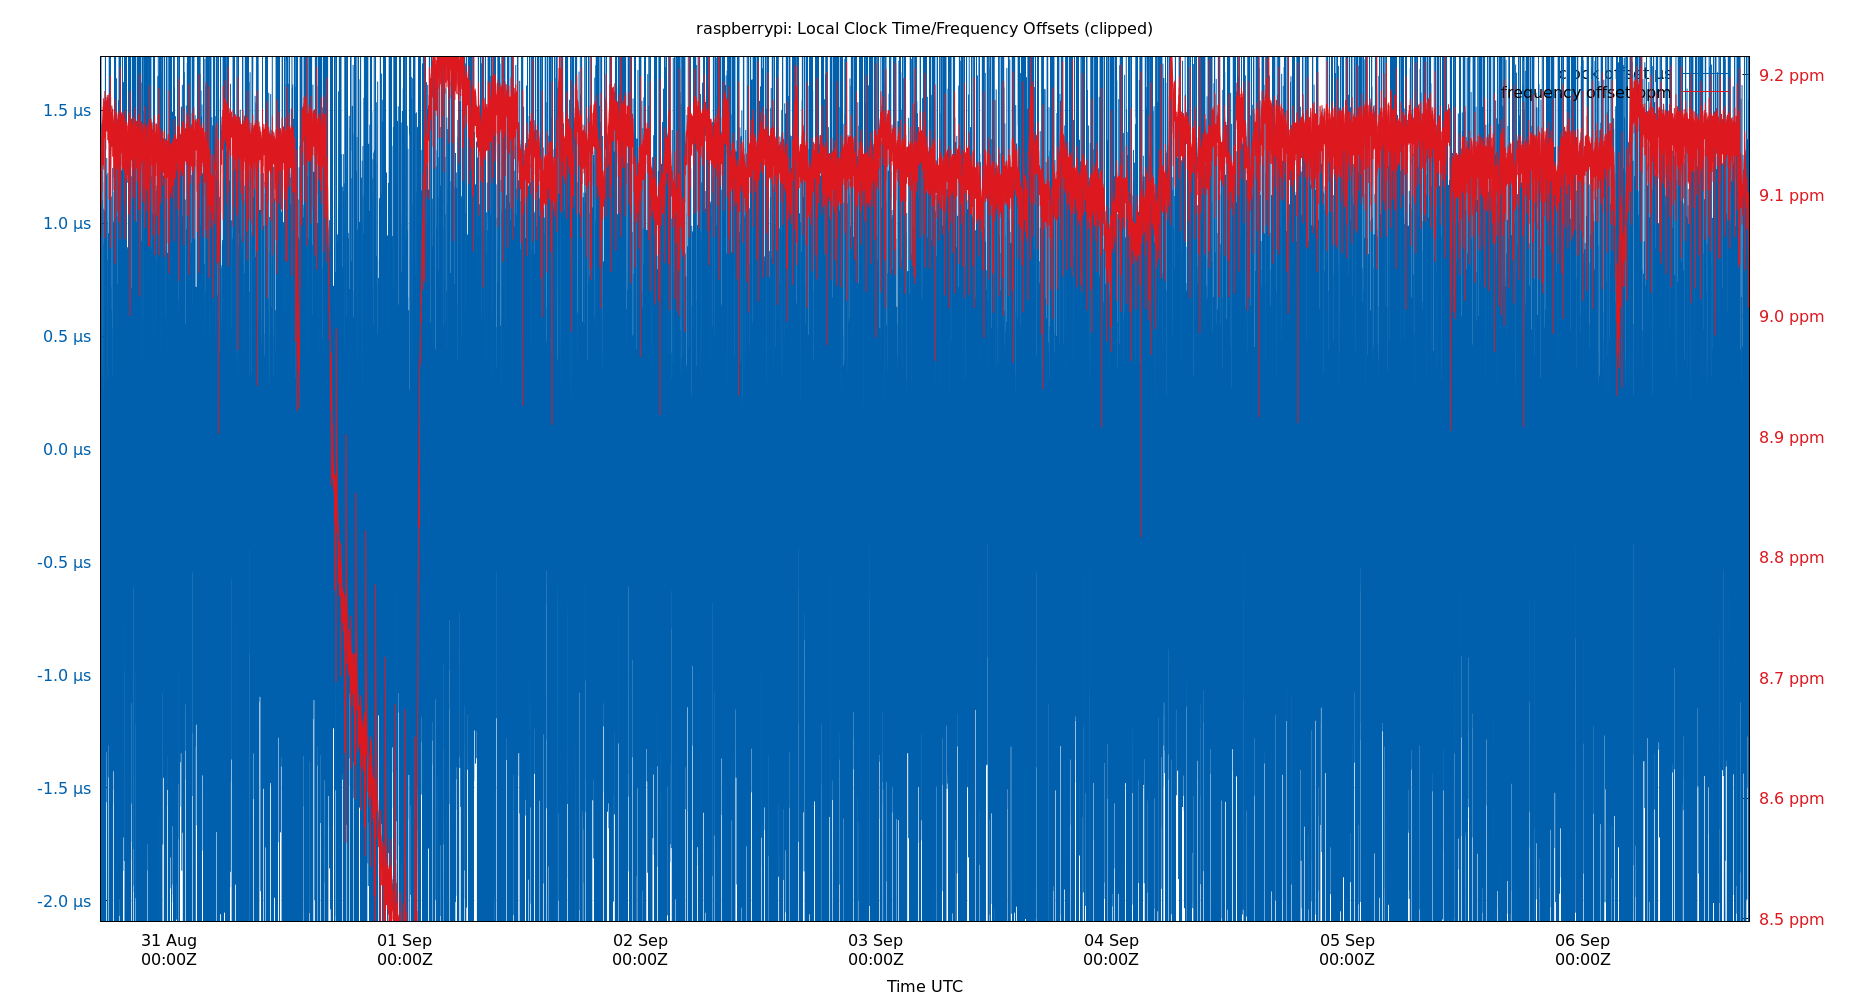 raspberrypi: Local Clock Time/Frequency Offsets (clipped)
clock offset µs
frequency offset ppm
1.5 µs
1.0 µs
0.5 µs
0.0 µs
-0.5 µs
-1.0 µs
-1.5 µs
-2.0 µs
9.2 ppm
9.1 ppm
9.0 ppm
8.9 ppm
8.8 ppm
8.7 ppm
8.6 ppm
8.5 ppm
31 Aug 01 Sep 02 Sep 03 Sep 04 Sep 05 Sep 06 Sep
00:00Z 00:00Z 00:00Z 00:00Z 00:00Z 00:00Z 00:00Z
Time UTC